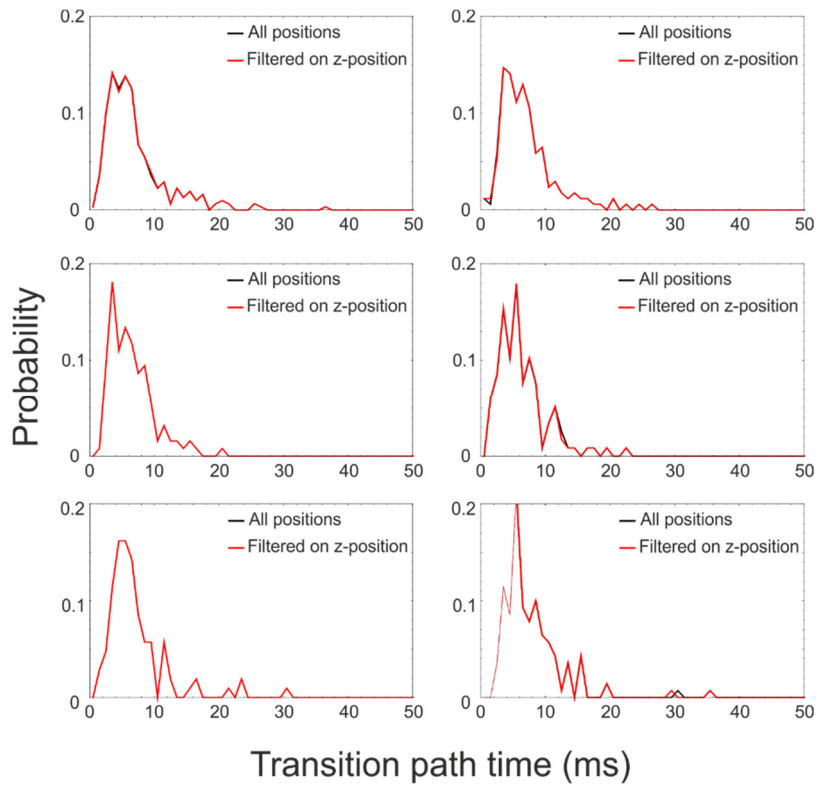 0.2
All positions
Filtered on z-position
0.1
0
0 10 20 30 40 50
0.2
All positions
Filtered on z-position
0.1
0
0 10 20 30 40 50
0.2
All positions
Filtered on z-position
0.1
0
0 10 20 30 40 50
0.2
All positions
Filtered on z-position
0.1
0
0 10 20 30 40 50
0.2
All positions
Filtered on z-position
0.1
0
0 10 20 30 40 50
0.2
All positions
Filtered on z-position
0.1
0
0 10 20 30 40 50
Probability
Transition path time (ms)